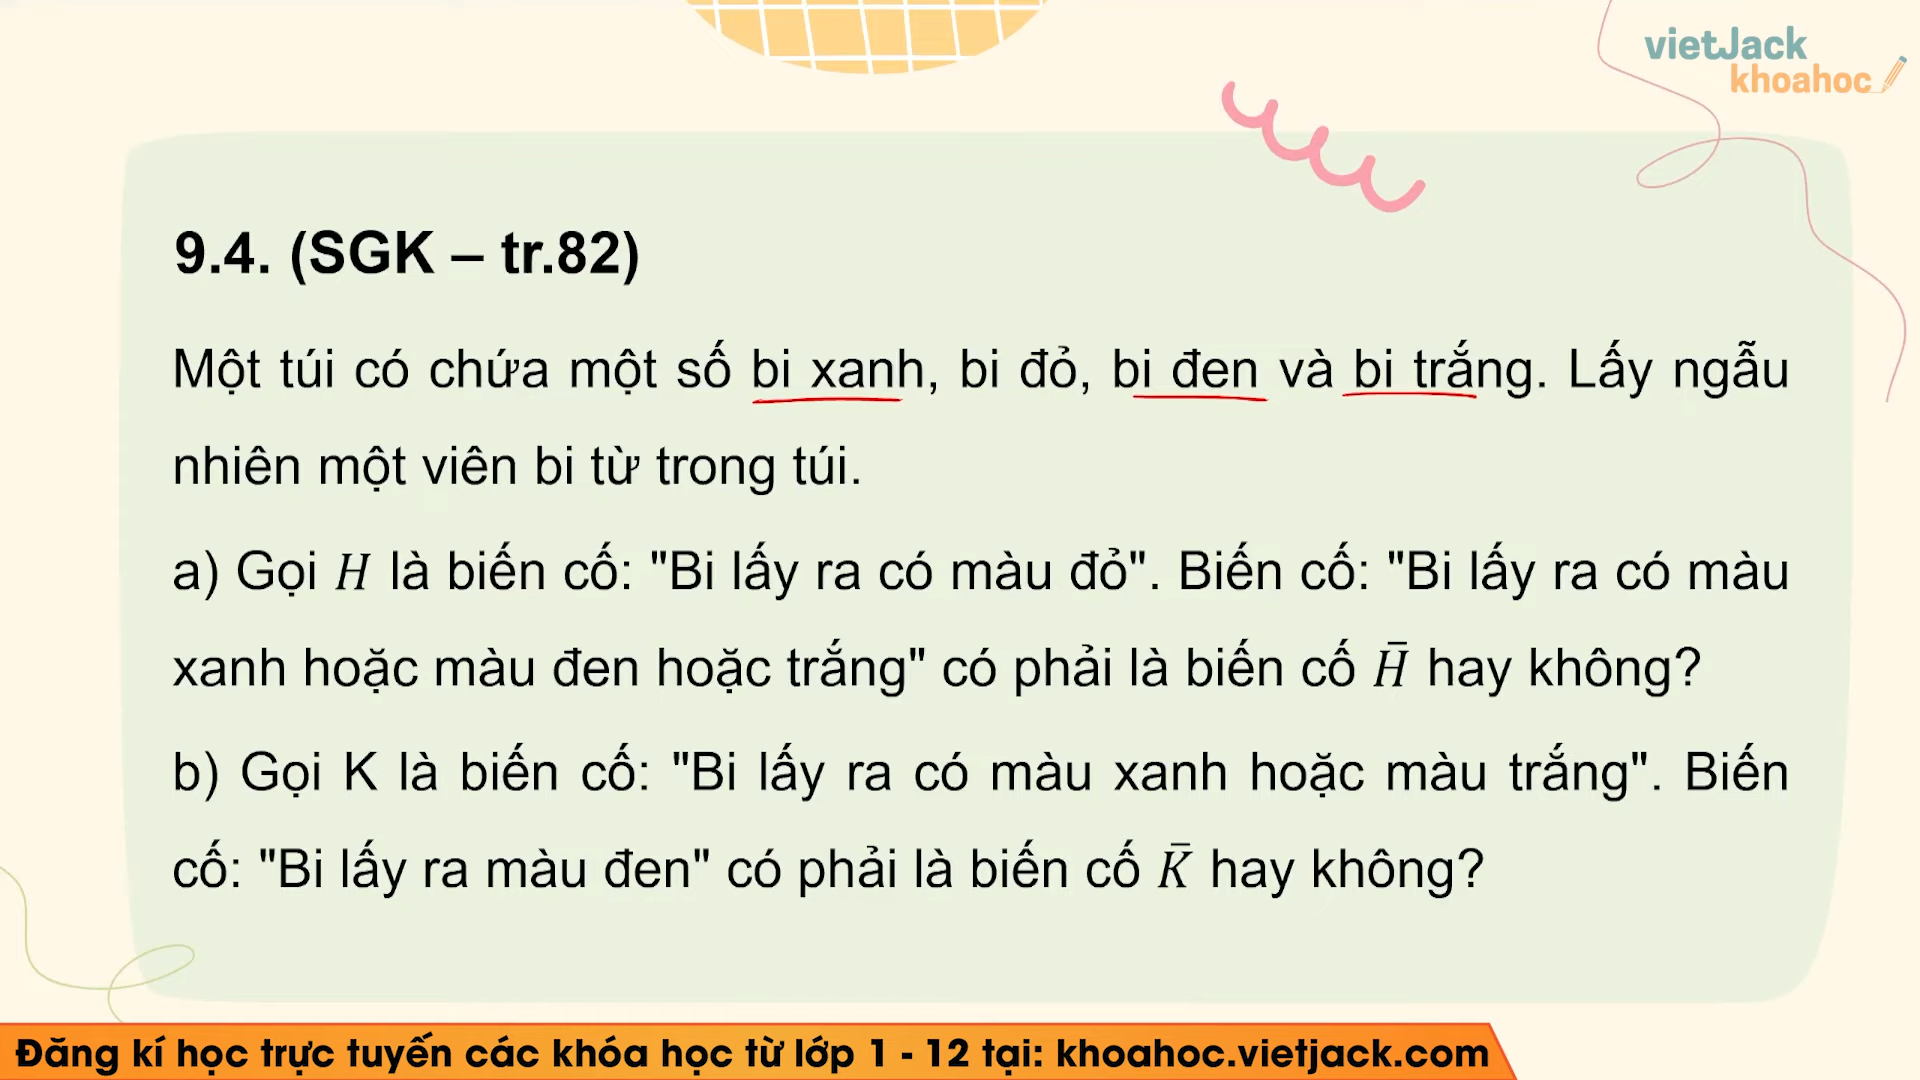 vietJack
khoahoc
9.4. (SGK – tr.82)
Một túi có chứa một số bi xanh, bi đỏ, bi đen và bi trắng. Lấy ngẫu
nhiên một viên bi từ trong túi.
a) Gọi H là biến cố: "Bi lấy ra có màu đỏ". Biến cố: "Bi lấy ra có màu
xanh hoặc màu đen hoặc trắng" có phải là biến cố H̄ hay không?
b) Gọi K là biến cố: "Bi lấy ra có màu xanh hoặc màu trắng". Biến
cố: "Bi lấy ra màu đen" có phải là biến cố K̄ hay không?
Đăng kí học trực tuyến các khóa học từ lớp 1 - 12 tại: khoahoc.vietjack.com